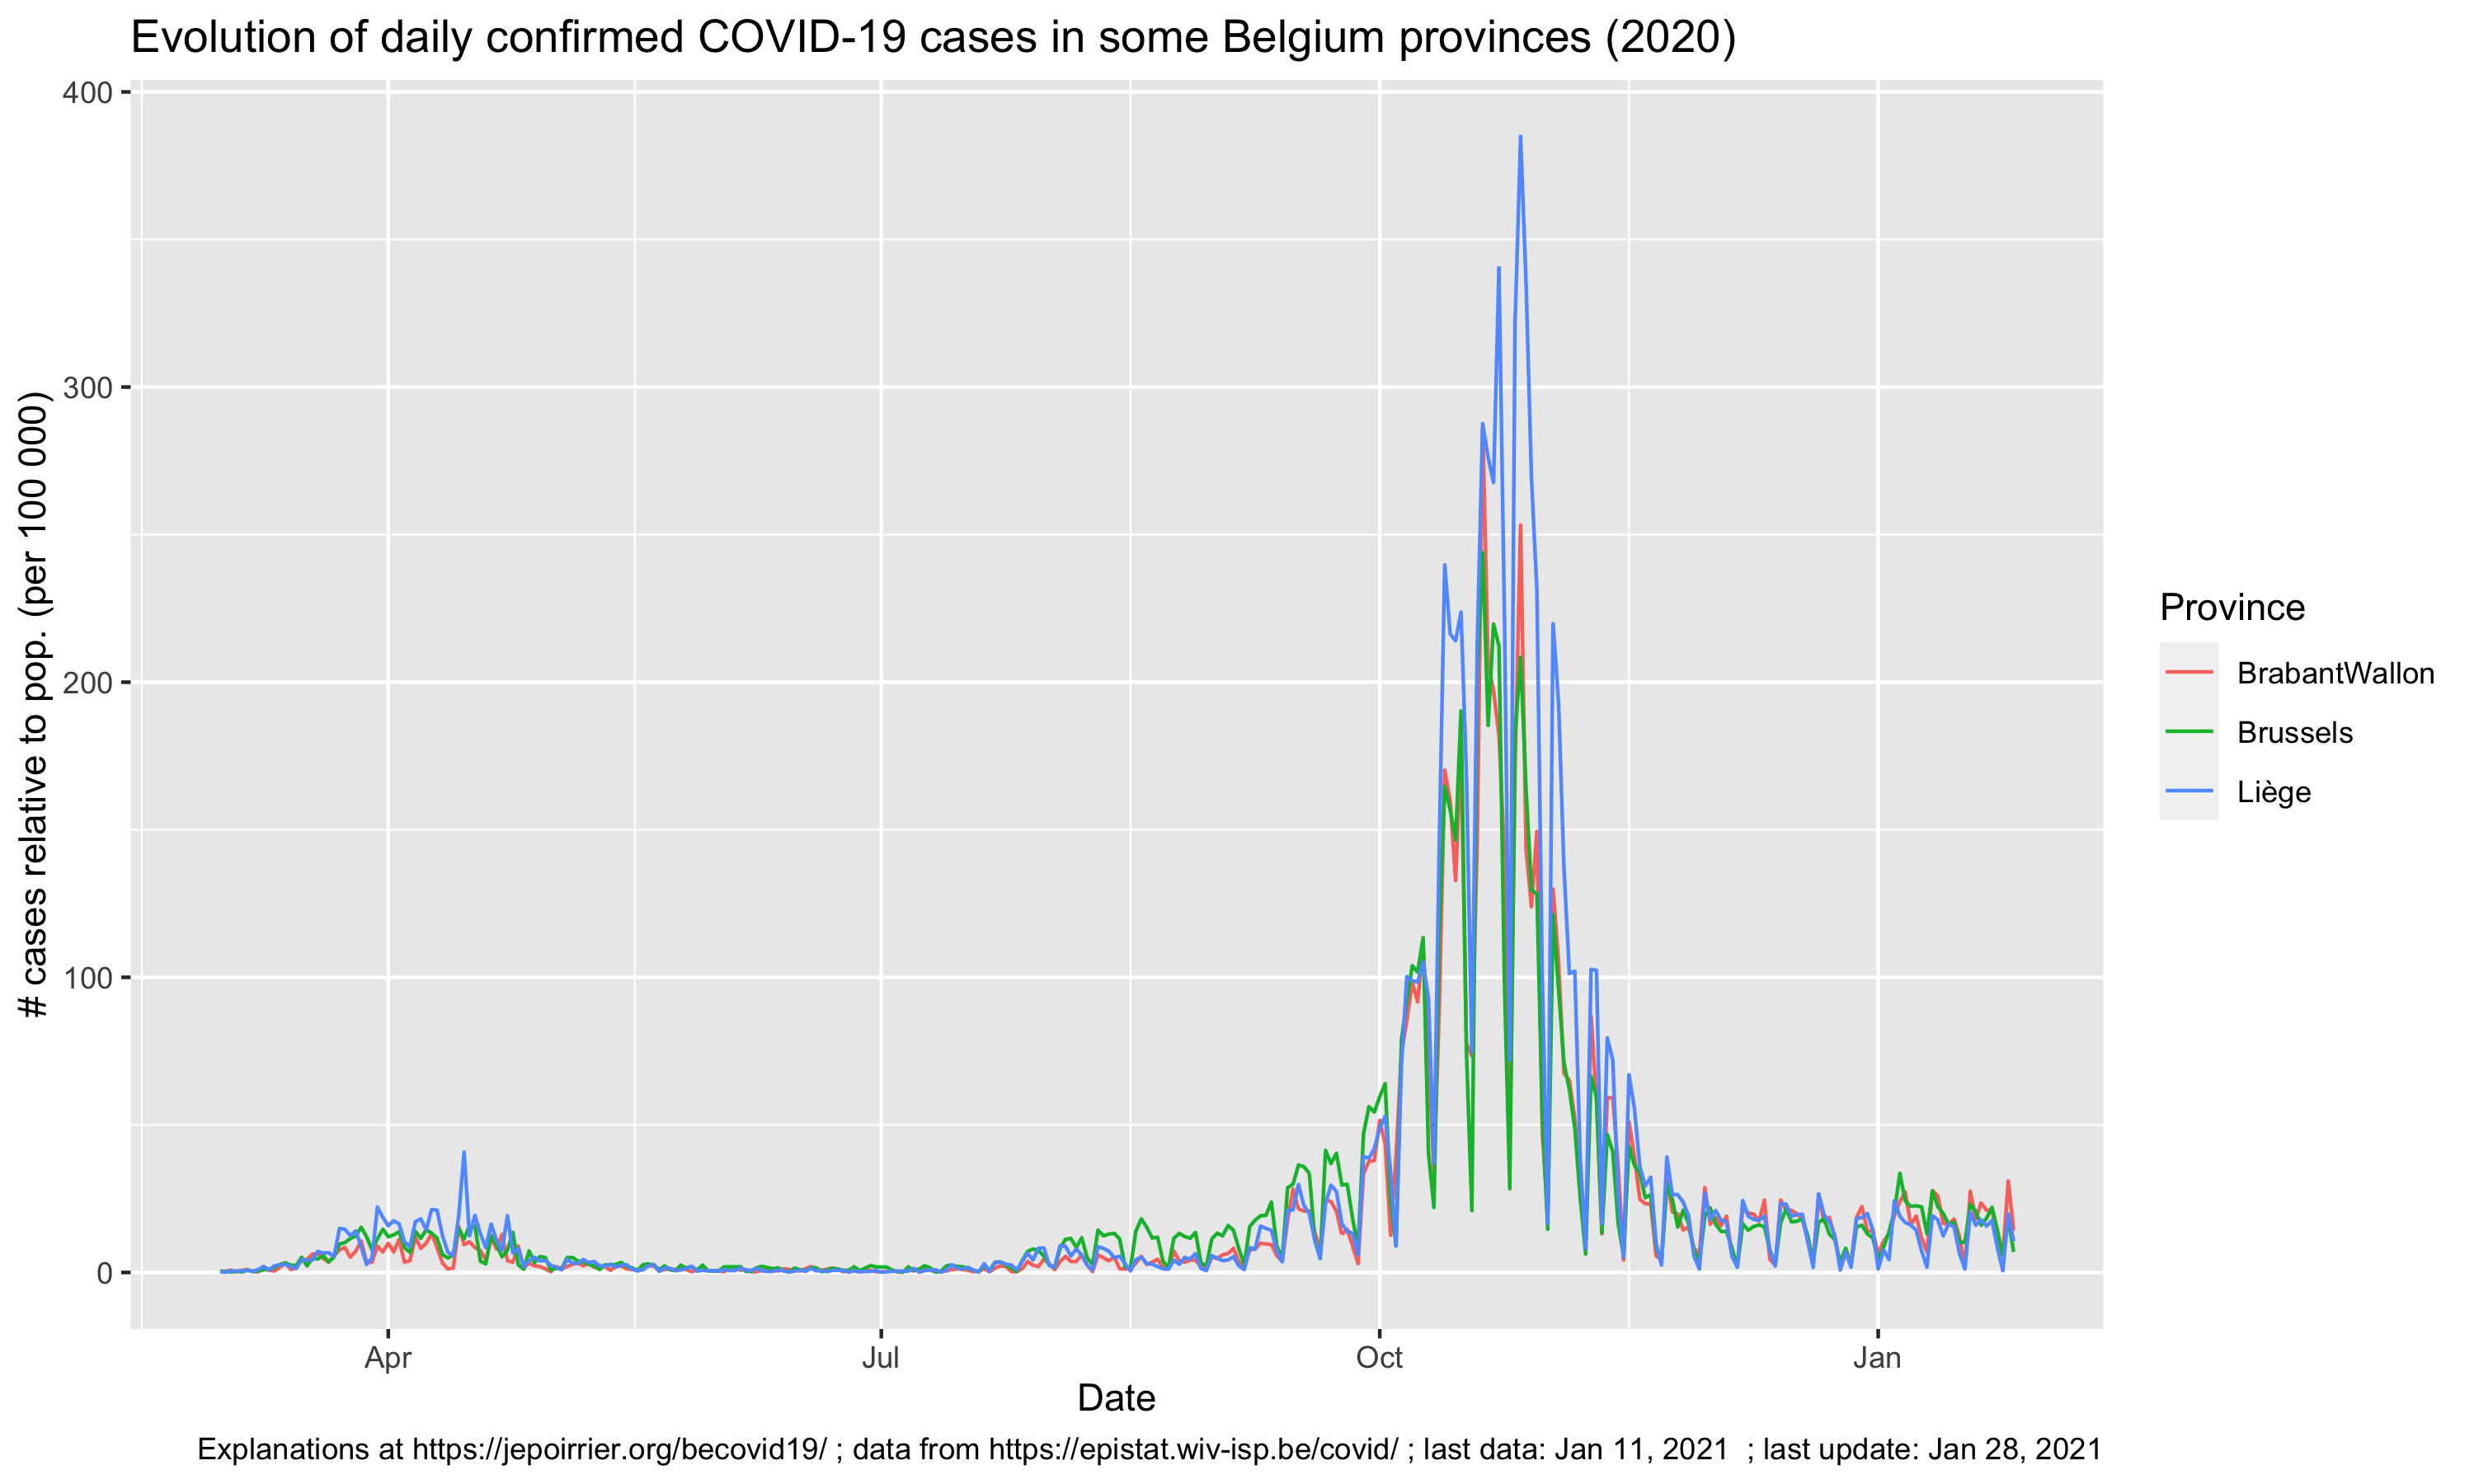 Evolution of daily confirmed COVID-19 cases in some Belgium provinces (2020)
# cases relative to pop. (per 100 000)
400
300
200
100
0
Apr
Jul
Oct
Jan
Date
Province
BrabantWallon
Brussels
Liège
Explanations at https://jepoirrier.org/becovid19/ ; data from https://epistat.wiv-isp.be/covid/ ; last data: Jan 11, 2021  ; last update: Jan 28, 2021